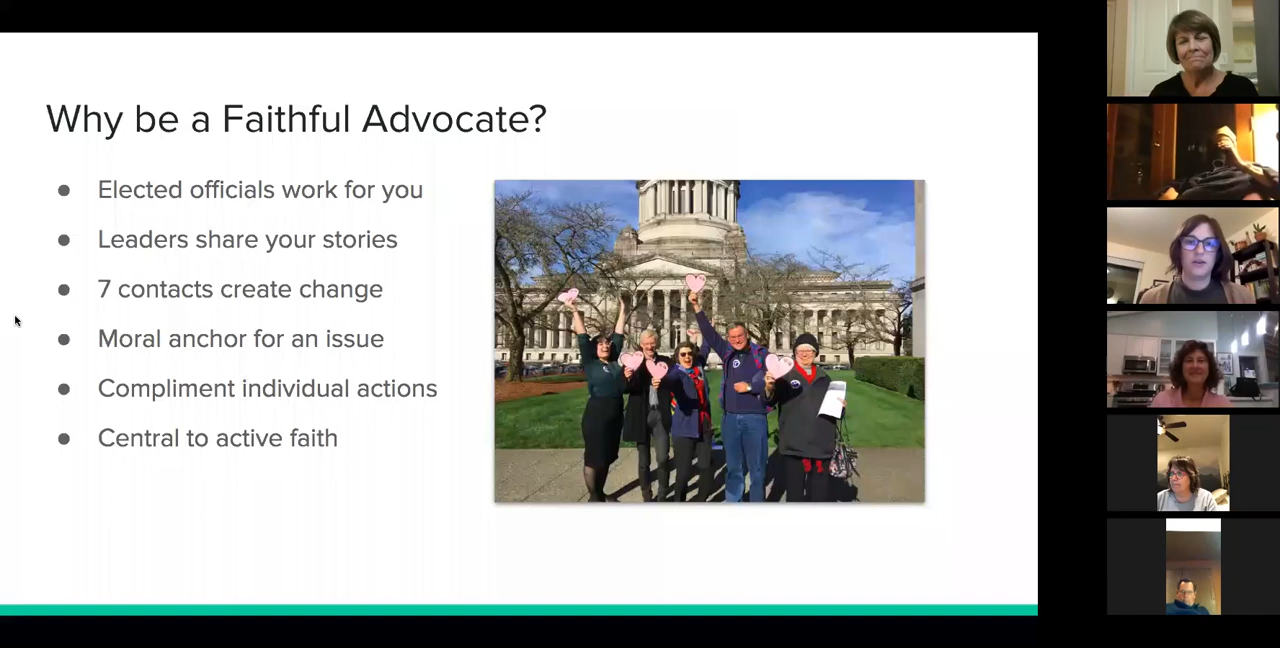 Why be a Faithful Advocate?
● Elected officials work for you
● Leaders share your stories
● 7 contacts create change
● Moral anchor for an issue
● Compliment individual actions
● Central to active faith